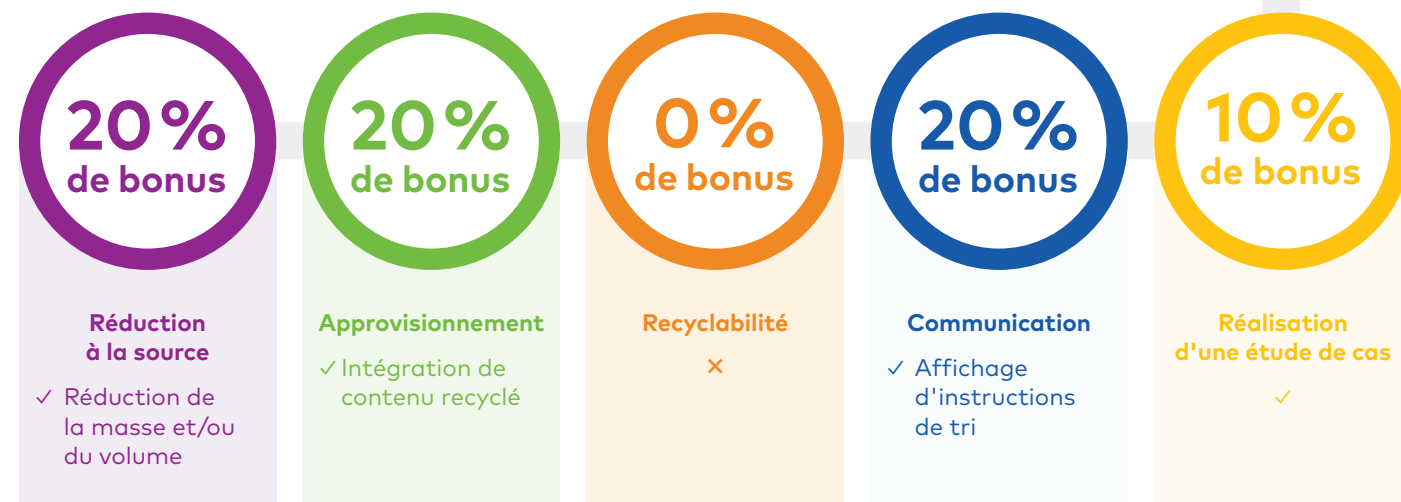 20 %
de bonus
Réduction
à la source
✓ Réduction de
la masse et/ou
du volume
20 %
de bonus
Approvisionnement
✓ Intégration de
contenu recyclé
0 %
de bonus
Recyclabilité
×
20 %
de bonus
Communication
✓ Affichage
d'instructions
de tri
10 %
de bonus
Réalisation
d'une étude de cas
✓